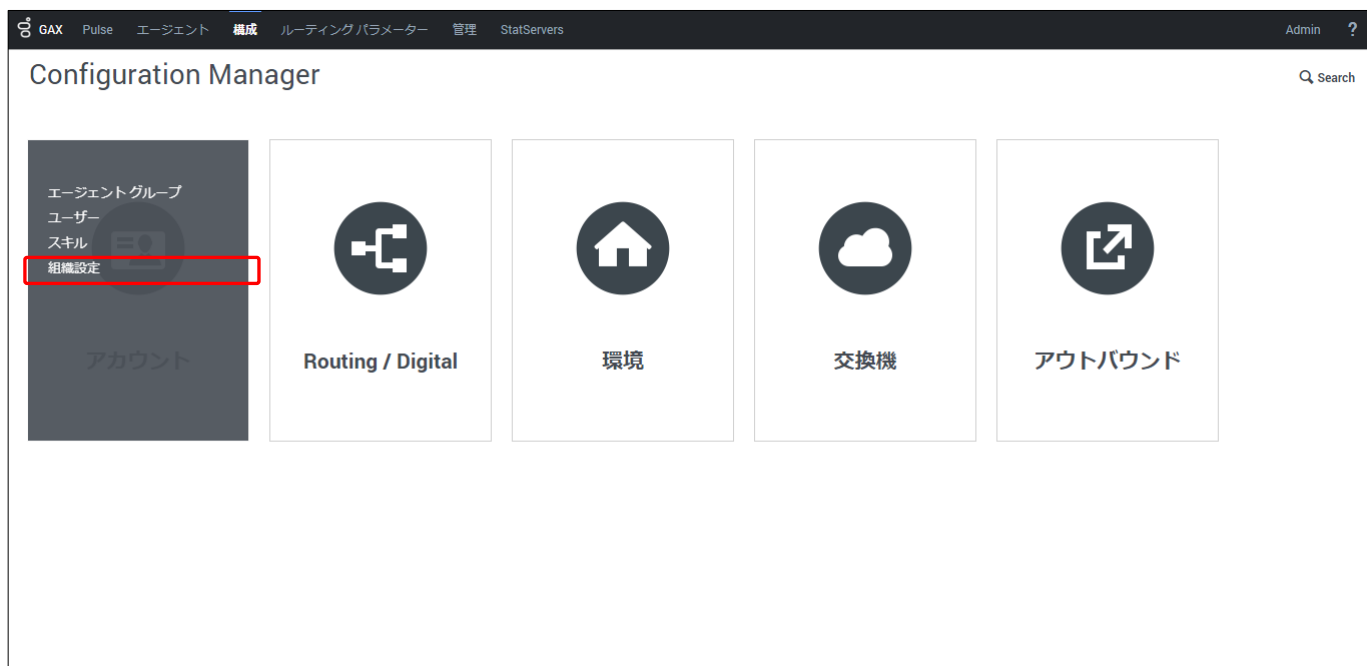 GAX Pulse エージェント 構成 ルーティング パラメーター 管理 StatServers Admin ?
Configuration Manager
Search
エージェント グループ
ユーザー
スキル
組織設定
アカウント
Routing / Digital
環境
交換機
アウトバウンド